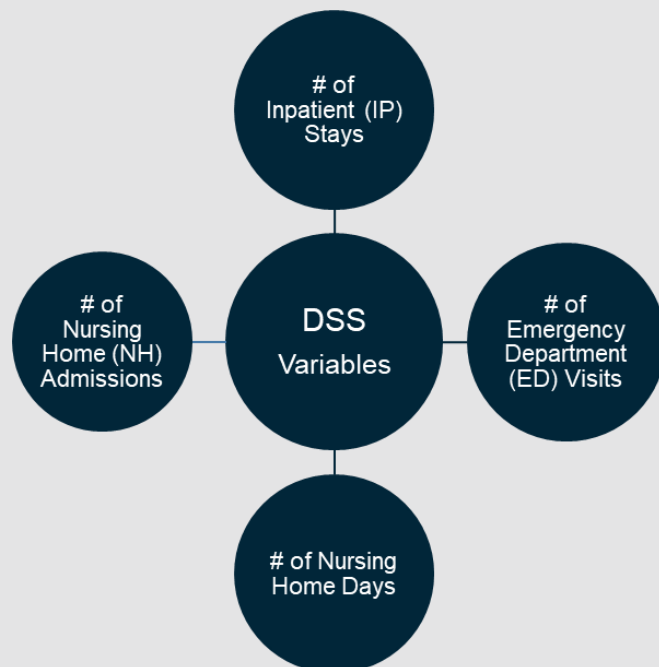 # of
Inpatient (IP)
Stays
# of
Nursing
Home (NH)
Admissions
DSS
Variables
# of
Emergency
Department
(ED) Visits
# of Nursing
Home Days